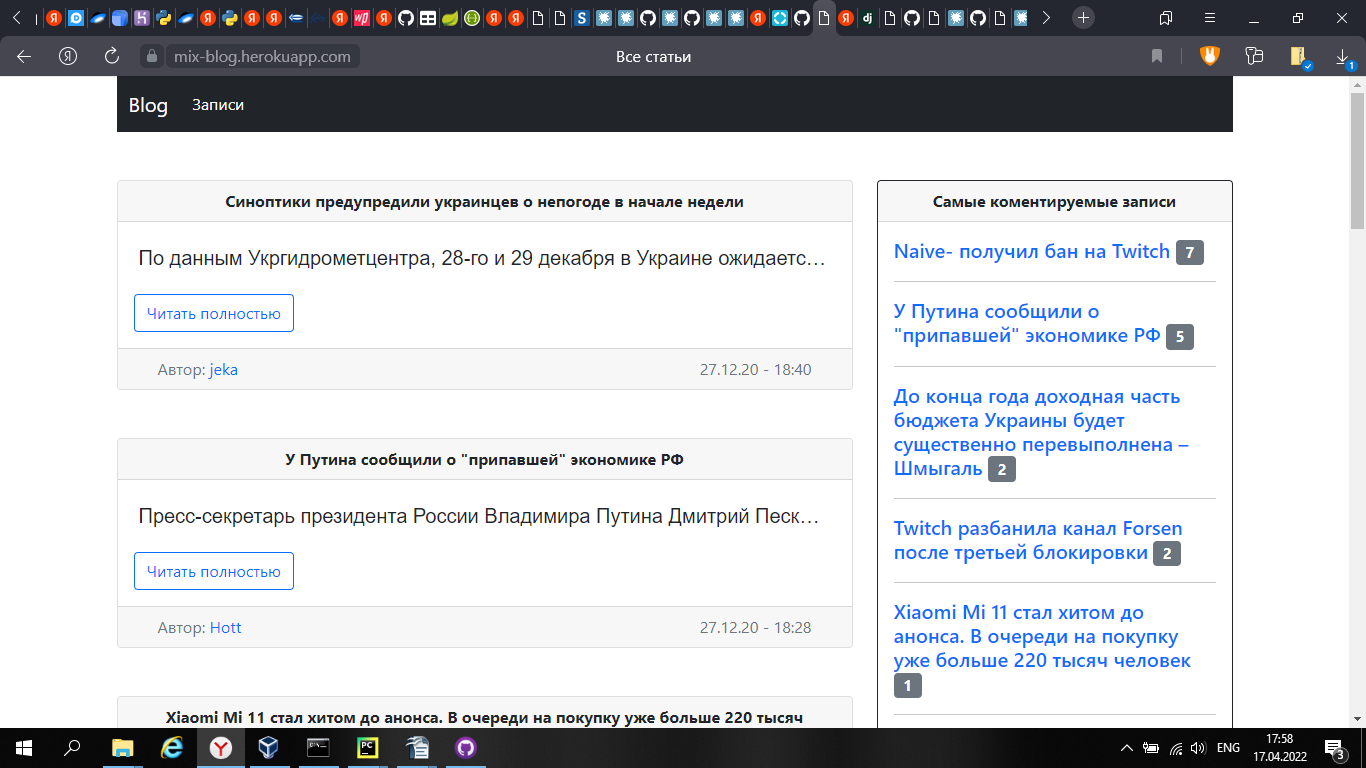 mix-blog.herokuapp.com
Все статьи
Blog
Записи
Синоптики предупредили украинцев о непогоде в начале недели
По данным Укргидрометцентра, 28-го и 29 декабря в Украине ожидаетс…
Читать полностью
Автор: jeka
27.12.20 - 18:40
У Путина сообщили о "припавшей" экономике РФ
Пресс-секретарь президента России Владимира Путина Дмитрий Песк…
Читать полностью
Автор: Hott
27.12.20 - 18:28
Xiaomi Mi 11 стал хитом до анонса. В очереди на покупку уже больше 220 тысяч
Самые коментируемые записи
Naive- получил бан на Twitch 7
У Путина сообщили о
"припавшей" экономике РФ 5
До конца года доходная часть
бюджета Украины будет
существенно перевыполнена –
Шмыгаль 2
Twitch разбанила канал Forsen
после третьей блокировки 2
Xiaomi Mi 11 стал хитом до
анонса. В очереди на покупку
уже больше 220 тысяч человек
1
ENG
17:58
17.04.2022
3